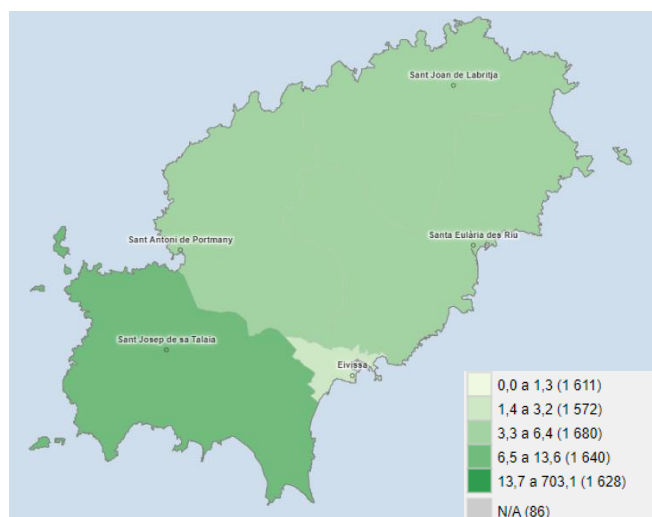 Sant Joan de Labritja
Sant Antoni de Portmany
Santa Eulària des Riu
Sant Josep de sa Talaia
Eivissa
0,0 a 1,3 (1 611)
1,4 a 3,2 (1 572)
3,3 a 6,4 (1 680)
6,5 a 13,6 (1 640)
13,7 a 703,1 (1 628)
N/A (86)